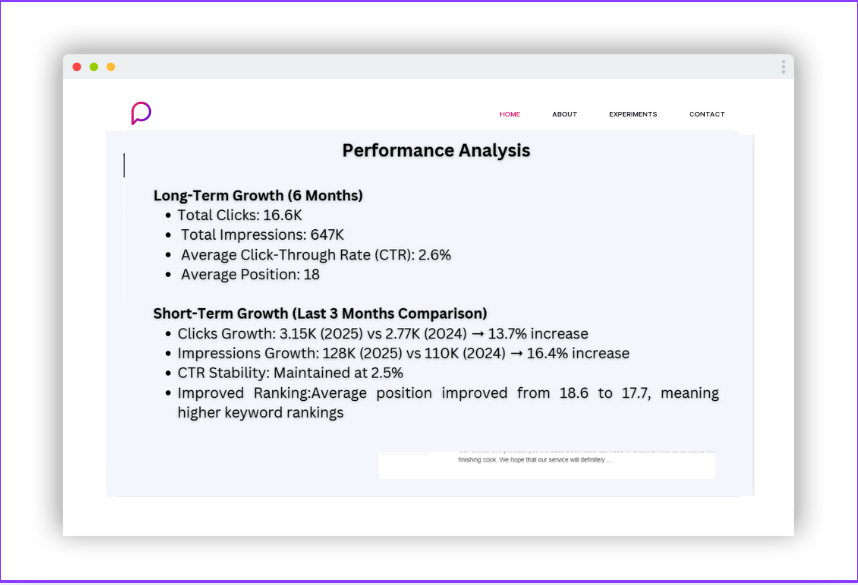 HOME ABOUT EXPERIMENTS CONTACT
Performance Analysis
Long-Term Growth (6 Months)
• Total Clicks: 16.6K
• Total Impressions: 647K
• Average Click-Through Rate (CTR): 2.6%
• Average Position: 18
Short-Term Growth (Last 3 Months Comparison)
• Clicks Growth: 3.15K (2025) vs 2.77K (2024) → 13.7% increase
• Impressions Growth: 128K (2025) vs 110K (2024) → 16.4% increase
• CTR Stability: Maintained at 2.5%
• Improved Ranking:Average position improved from 18.6 to 17.7, meaning
higher keyword rankings
finishing cook. We hope that our service will definitely ...